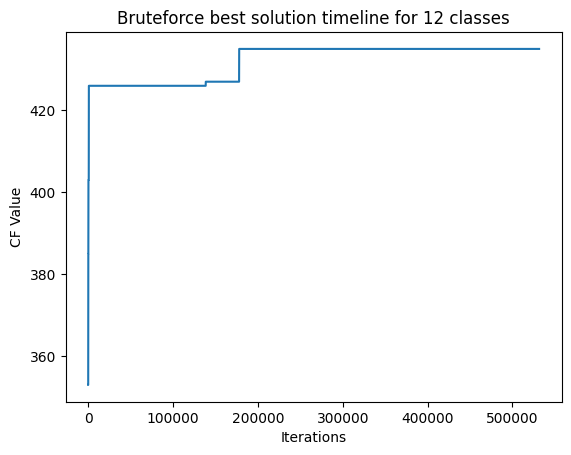 Bruteforce best solution timeline for 12 classes
420
400
380
360
CF Value
0 100000 200000 300000 400000 500000
Iterations